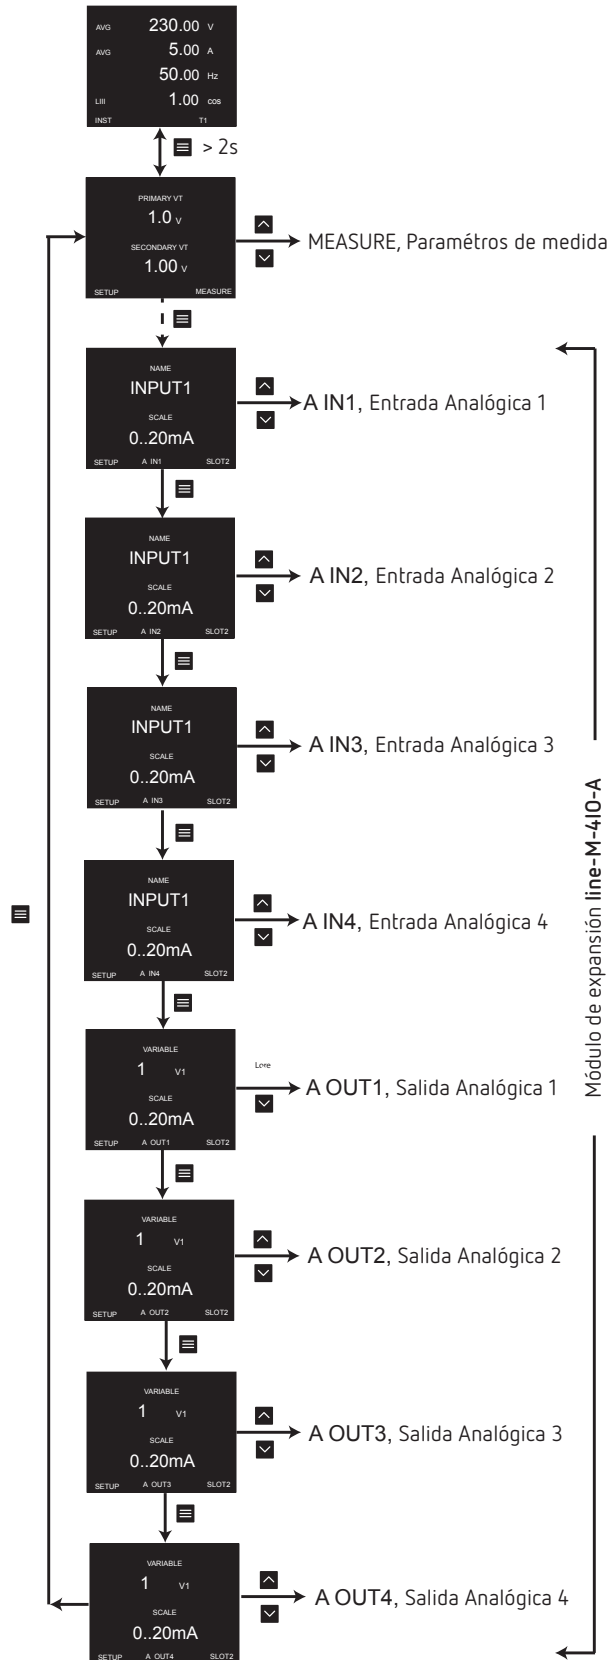 AVG 230.00 V
AVG 5.00 A
50.00 Hz
LIII 1.00 cos
INST T1
> 2s
PRIMARY VT
1.0 V
SECONDARY VT
1.00 V
SETUP MEASURE
MEASURE, Paramétros de medida
NAME
INPUT1
SCALE
0..20mA
SETUP A IN1 SLOT2
A IN1, Entrada Analógica 1
NAME
INPUT1
SCALE
0..20mA
SETUP A IN2 SLOT2
A IN2, Entrada Analógica 2
NAME
INPUT1
SCALE
0..20mA
SETUP A IN3 SLOT2
A IN3, Entrada Analógica 3
NAME
INPUT1
SCALE
0..20mA
SETUP A IN4 SLOT2
A IN4, Entrada Analógica 4
VARIABLE
1 V1
SCALE
0..20mA
SETUP A OUT1 SLOT2
Lore
A OUT1, Salida Analógica 1
VARIABLE
1 V1
SCALE
0..20mA
SETUP A OUT2 SLOT2
A OUT2, Salida Analógica 2
VARIABLE
1 V1
SCALE
0..20mA
SETUP A OUT3 SLOT2
A OUT3, Salida Analógica 3
VARIABLE
1 V1
SCALE
0..20mA
SETUP A OUT4 SLOT2
A OUT4, Salida Analógica 4
Módulo de expansión line-M-4IO-A